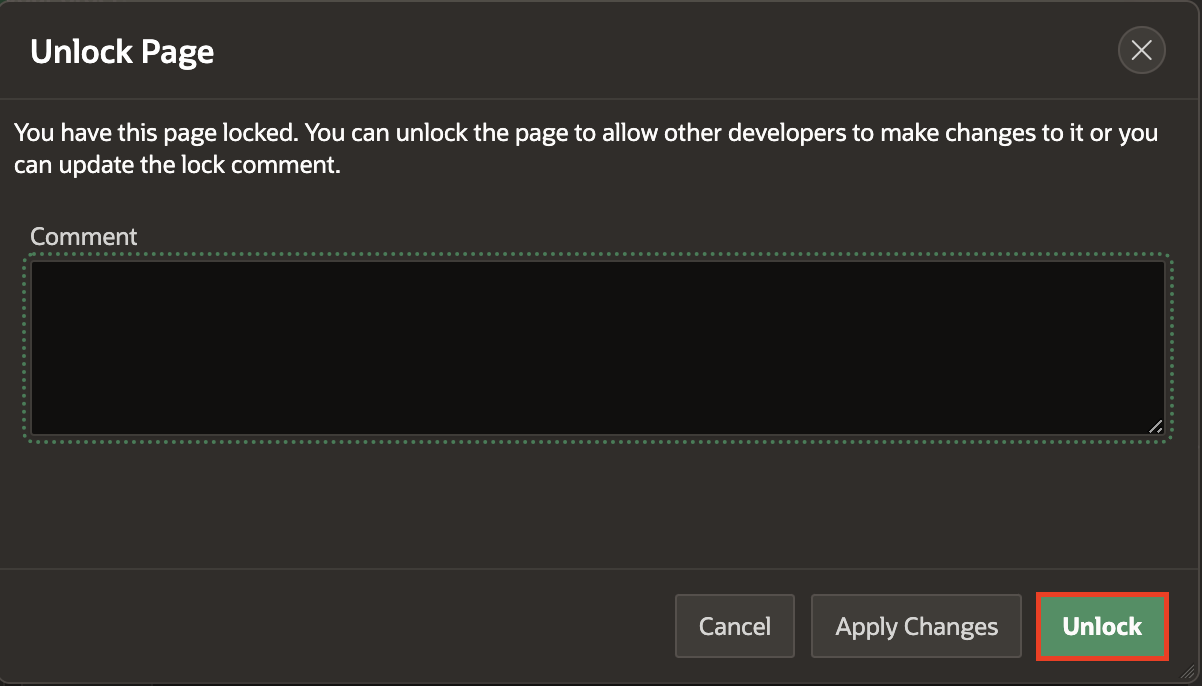 Unlock Page
You have this page locked. You can unlock the page to allow other developers to make changes to it or you
can update the lock comment.
Comment
Cancel
Apply Changes
Unlock